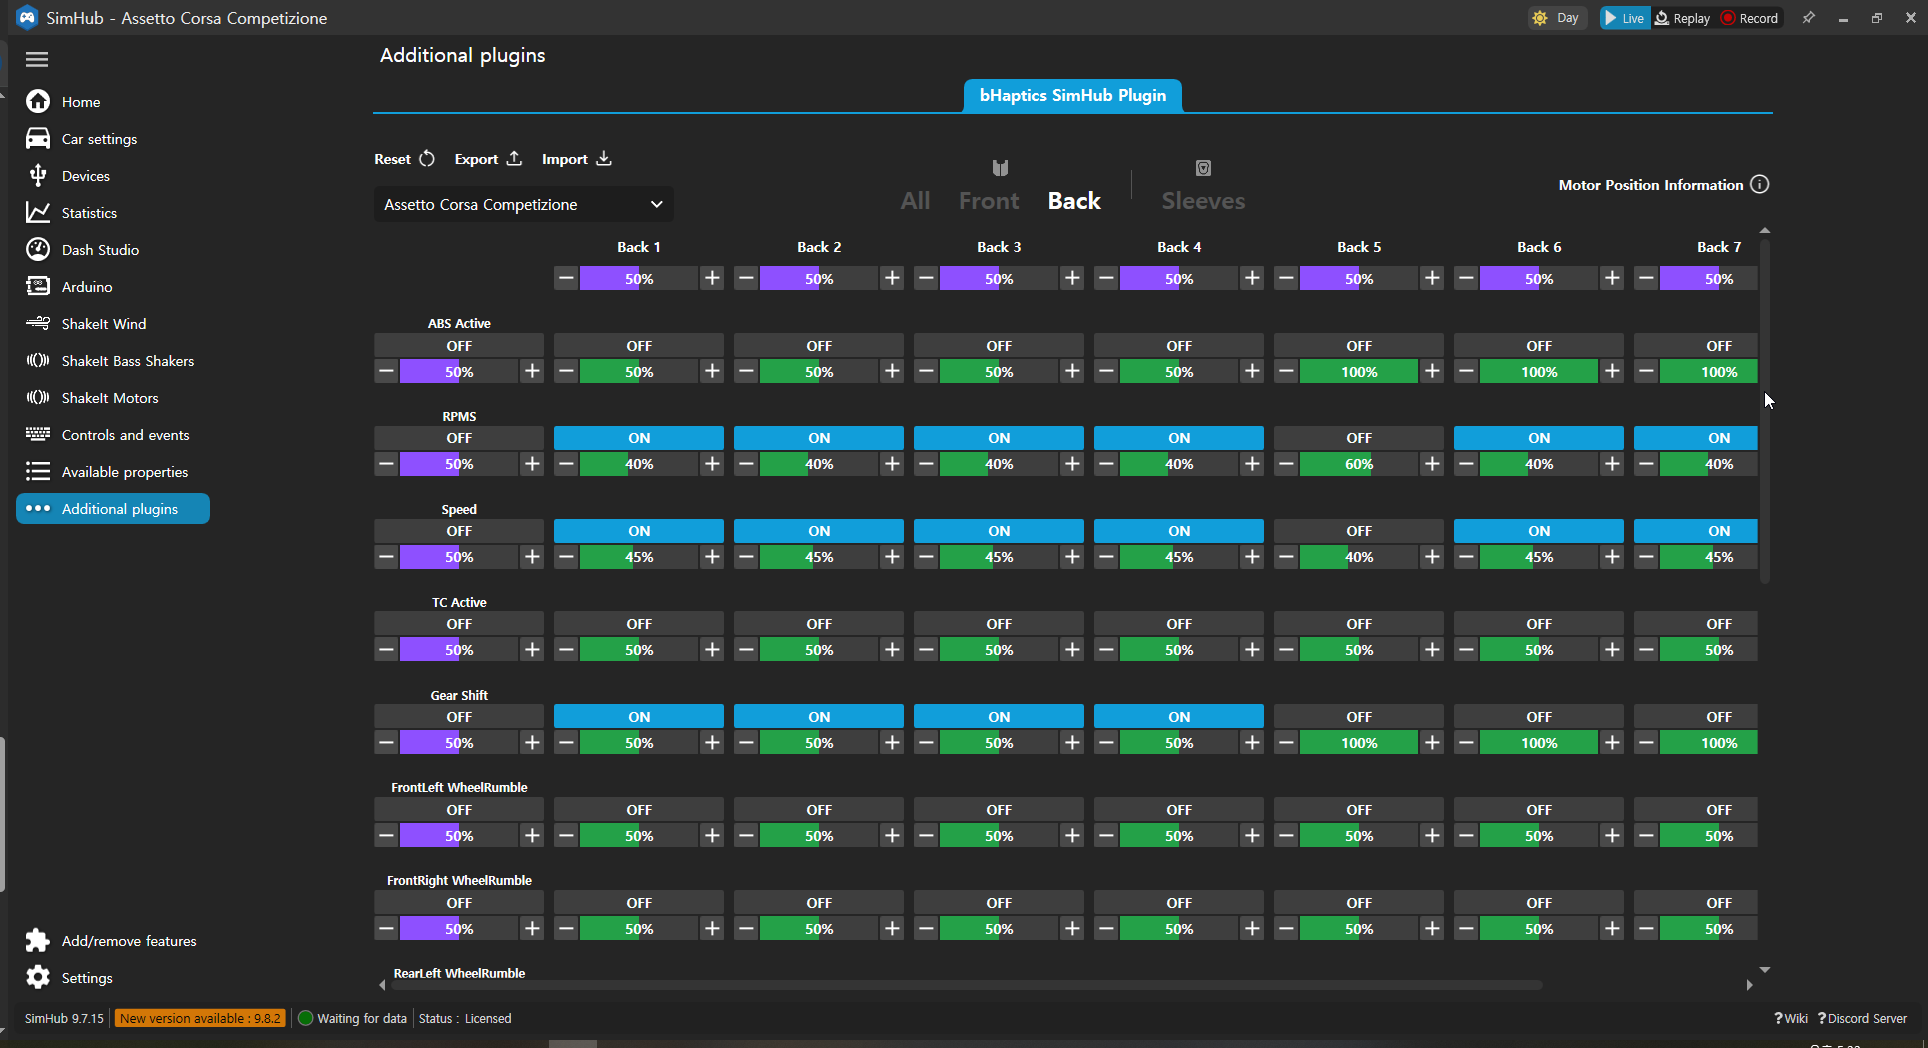 SimHub - Assetto Corsa Competizione
Day
Live Replay Record
Additional plugins
bHaptics SimHub Plugin
Home
Car settings
Devices
Statistics
Dash Studio
Arduino
ShakeIt Wind
ShakeIt Bass Shakers
ShakeIt Motors
Controls and events
Available properties
Additional plugins
Add/remove features
Settings
Reset Export Import
Assetto Corsa Competizione
All Front Back Sleeves
Motor Position Information
Back 1 Back 2 Back 3 Back 4 Back 5 Back 6 Back 7
50% 50% 50% 50% 50% 50% 50%
ABS Active
OFF OFF OFF OFF OFF OFF OFF OFF
50% 50% 50% 50% 50% 100% 100% 100%
RPMS
OFF ON ON ON ON OFF ON ON
50% 40% 40% 40% 40% 60% 40% 40%
Speed
OFF ON ON ON ON OFF ON ON
50% 45% 45% 45% 45% 40% 45% 45%
TC Active
OFF OFF OFF OFF OFF OFF OFF OFF
50% 50% 50% 50% 50% 50% 50% 50%
Gear Shift
OFF ON ON ON ON OFF OFF OFF
50% 50% 50% 50% 50% 100% 100% 100%
FrontLeft WheelRumble
OFF OFF OFF OFF OFF OFF OFF OFF
50% 50% 50% 50% 50% 50% 50% 50%
FrontRight WheelRumble
OFF OFF OFF OFF OFF OFF OFF OFF
50% 50% 50% 50% 50% 50% 50% 50%
RearLeft WheelRumble
SimHub 9.7.15 New version available : 9.8.2 Waiting for data Status : Licensed
?Wiki ?Discord Server